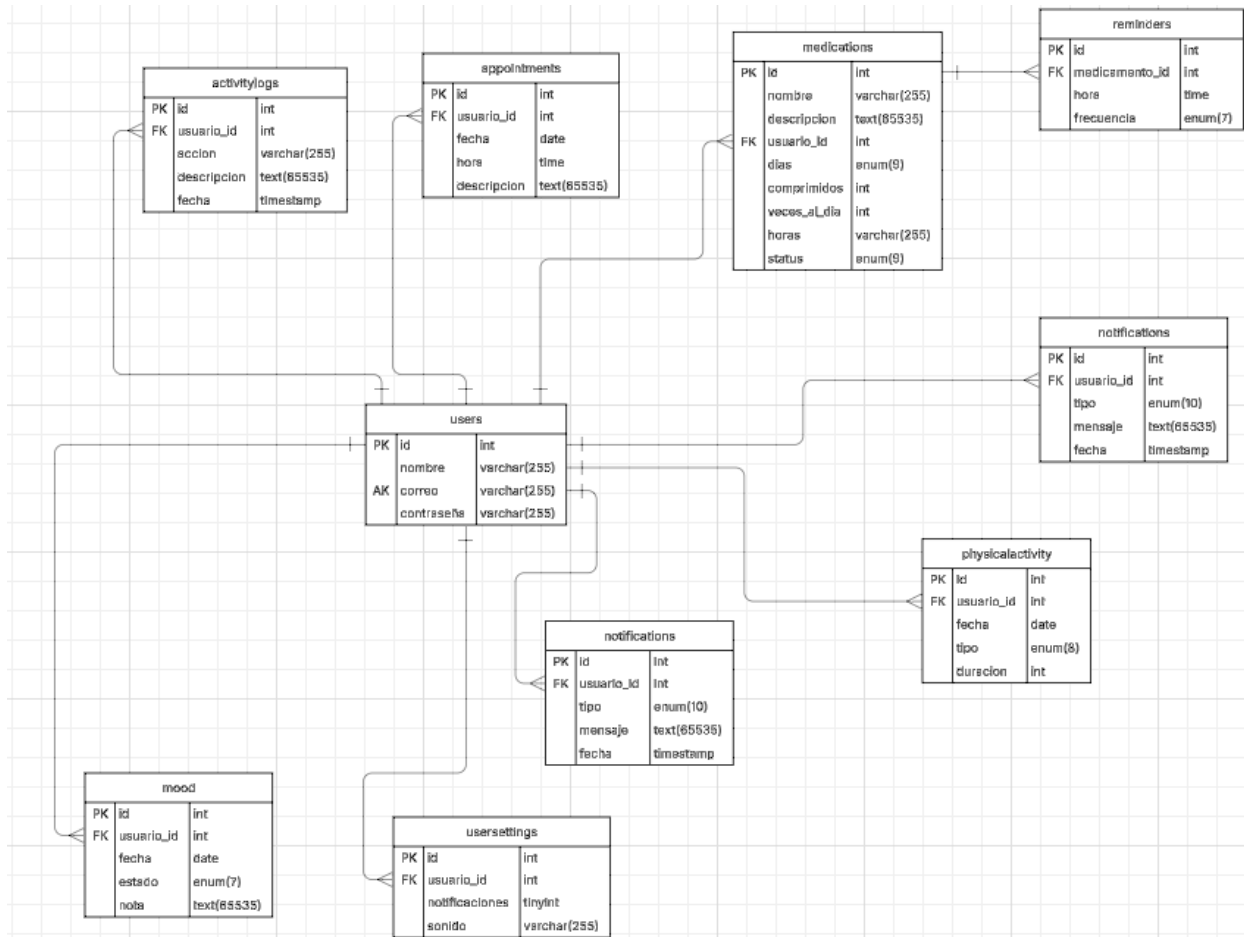 reminders
PK id int
FK medicamento_id int
hora time
frecuencia enum(7)
medications
PK id int
nombre varchar(255)
descripcion text(65535)
FK usuario_id int
dias enum(9)
comprimidos int
veces_al_dia int
horas varchar(255)
status enum(9)
appointments
PK id int
FK usuario_id int
fecha date
hora time
descripcion text(65535)
activitylogs
PK id int
FK usuario_id int
accion varchar(255)
descripcion text(65535)
fecha timestamp
notifications
PK id int
FK usuario_id int
tipo enum(10)
mensaje text(65535)
fecha timestamp
users
PK id int
nombre varchar(255)
AK correo varchar(255)
contraseña varchar(255)
physicalactivity
PK id int
FK usuario_id int
fecha date
tipo enum(8)
duracion int
notifications
PK id int
FK usuario_id int
tipo enum(10)
mensaje text(65535)
fecha timestamp
mood
PK id int
FK usuario_id int
fecha date
estado enum(7)
nota text(65535)
usersettings
PK id int
FK usuario_id int
notificaciones tinyint
sonido varchar(255)